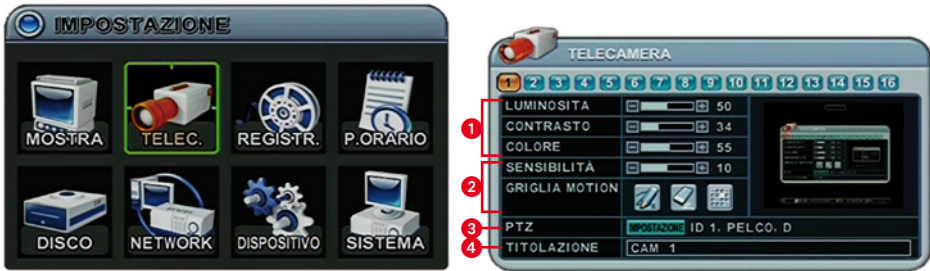 IMPOSTAZIONE
MOSTRA TELEC. REGISTR. P.ORARIO
DISCO NETWORK DISPOSITIVO SISTEMA
TELECAMERA
1 2 3 4 5 6 7 8 9 10 11 12 13 14 15 16
1
LUMINOSITA 50
CONTRASTO 34
COLORE 55
2
SENSIBILITÀ 10
GRIGLIA MOTION
3 PTZ IMPOSTAZIONE ID 1, PELCO, D
4 TITOLAZIONE CAM 1